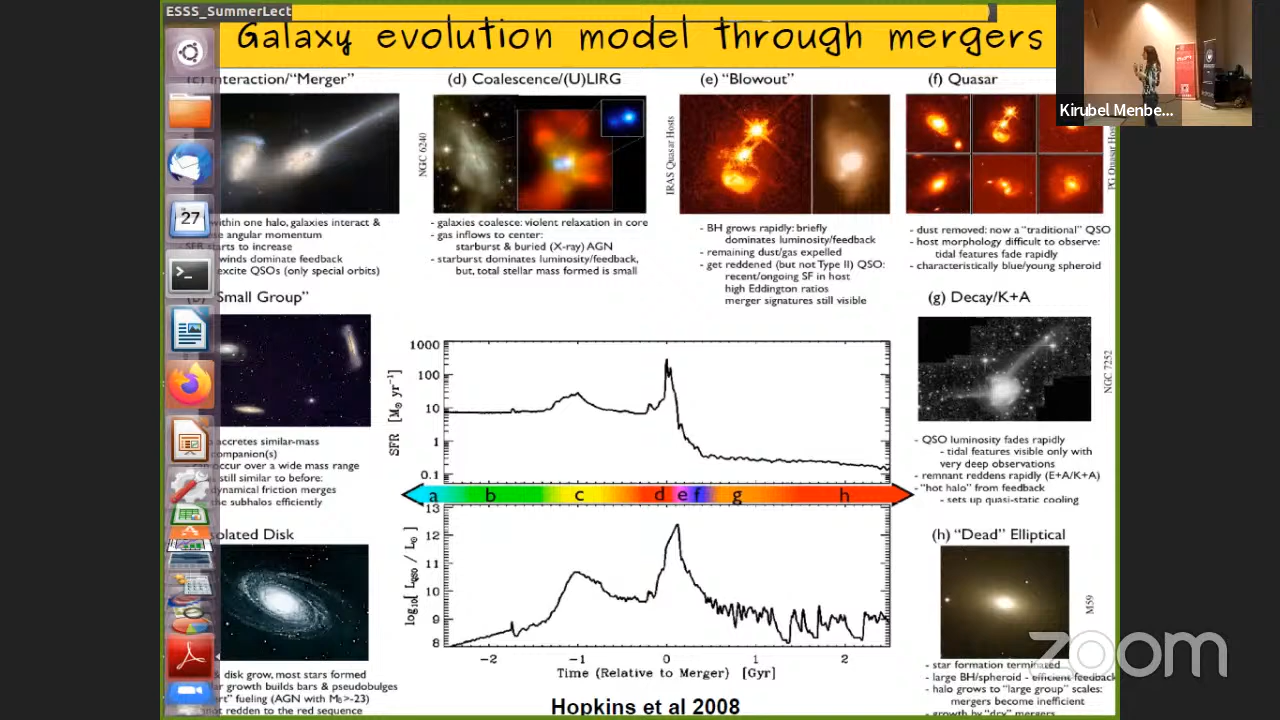 ESSS_SummerLect
Galaxy evolution model through mergers
Kirubel Menbe...
(c) Interaction/“Merger”
NGC 6240
within one halo, galaxies interact &
angular momentum
SFR starts to increase
winds dominate feedback
excite QSOs (only special orbits)
(d) Coalescence/(U)LIRG
- galaxies coalesce: violent relaxation in core
- gas inflows to center:
starburst & buried (X-ray) AGN
- starburst dominates luminosity/feedback,
but, total stellar mass formed is small
(e) “Blowout”
IRAS Quasar Hosts
- BH grows rapidly: briefly
dominates luminosity/feedback
- remaining dust/gas expelled
- get reddened (but not Type II) QSO:
recent/ongoing SF in host
high Eddington ratios
merger signatures still visible
(f) Quasar
PG Quasar Hosts
- dust removed: now a “traditional” QSO
- host morphology difficult to observe:
tidal features fade rapidly
- characteristically blue/young spheroid
27
(b) “Small Group”
accretes similar-mass
companion(s)
can occur over a wide mass range
still similar to before:
dynamical friction merges
the subhalos efficiently
(g) Decay/K+A
NGC 7252
- QSO luminosity fades rapidly
- tidal features visible only with
very deep observations
- remnant reddens rapidly (E+A/K+A)
- “hot halo” from feedback
- sets up quasi-static cooling
1000
100
10
1
0.1
SFR [M⊙ yr⁻¹]
a b c d e f g h
13
12
11
10
9
8
log₁₀[ L_QSO / L⊙ ]
-2 -1 0 1 2
Time (Relative to Merger) [Gyr]
Isolated Disk
disk grow, most stars formed
growth builds bars & pseudobulges
fueling (AGN with M_B>-23)
redden to the red sequence
(h) “Dead” Elliptical
M59
- star formation terminated
- large BH/spheroid - efficient feedback
- halo grows to “large group” scales:
mergers become inefficient
- growth by “dry” mergers
Hopkins et al 2008
zoom